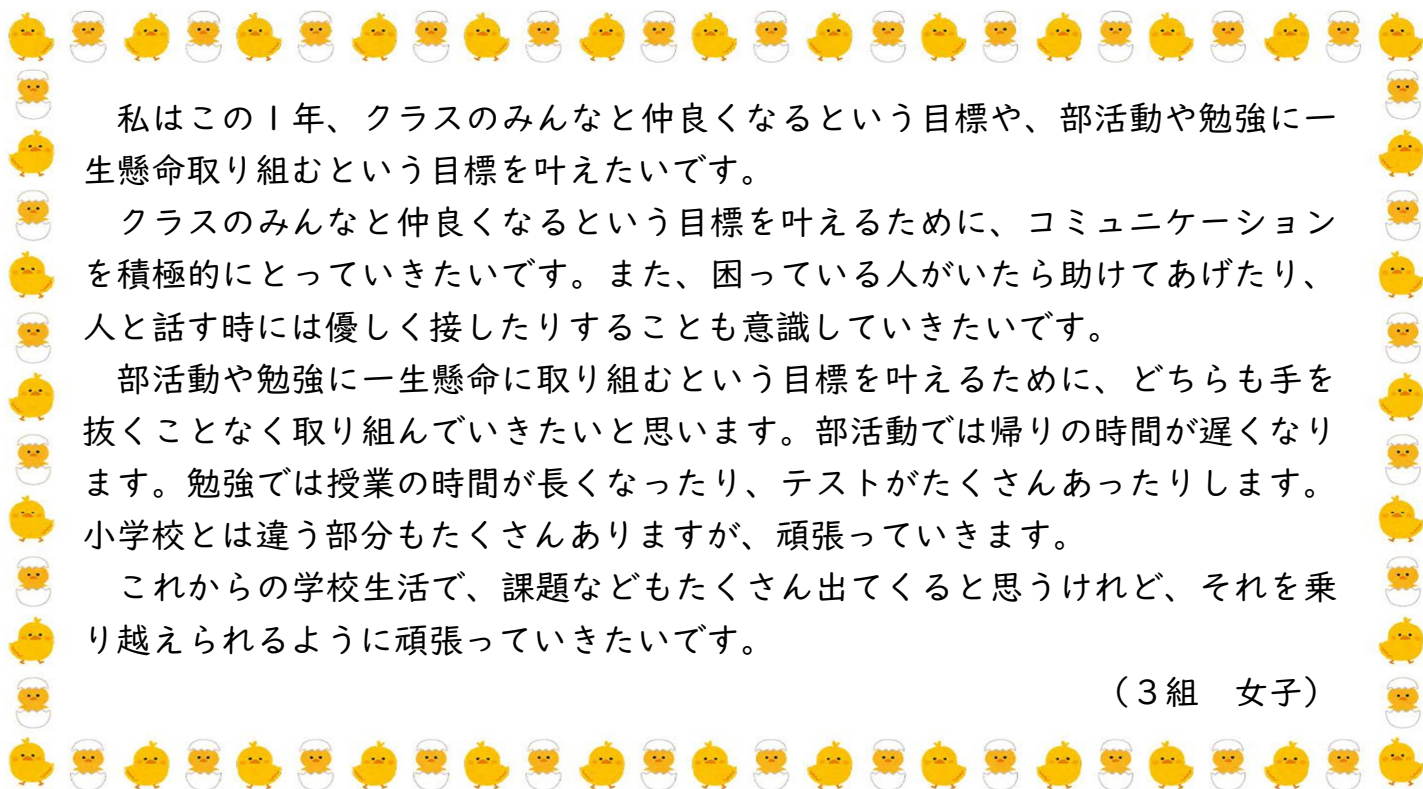 私はこの１年、クラスのみんなと仲良くなるという目標や、部活動や勉強に一
生懸命取り組むという目標を叶えたいです。
　クラスのみんなと仲良くなるという目標を叶えるために、コミュニケーション
を積極的にとっていきたいです。また、困っている人がいたら助けてあげたり、
人と話す時には優しく接したりすることも意識していきたいです。
　部活動や勉強に一生懸命に取り組むという目標を叶えるために、どちらも手を
抜くことなく取り組んでいきたいと思います。部活動では帰りの時間が遅くなり
ます。勉強では授業の時間が長くなったり、テストがたくさんあったりします。
小学校とは違う部分もたくさんありますが、頑張っていきます。
　これからの学校生活で、課題などもたくさん出てくると思うけれど、それを乗
り越えられるように頑張っていきたいです。
（３組　女子）